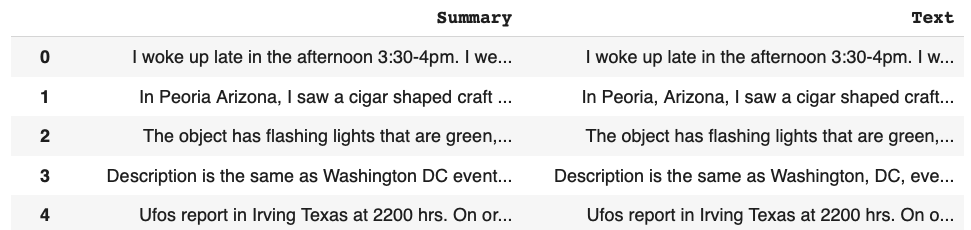 Summary Text
0 I woke up late in the afternoon 3:30-4pm. I we... I woke up late in the afternoon 3:30-4pm. I w...
1 In Peoria Arizona, I saw a cigar shaped craft ... In Peoria, Arizona, I saw a cigar shaped craft...
2 The object has flashing lights that are green,... The object has flashing lights that are green,...
3 Description is the same as Washington DC event... Description is the same as Washington, DC, eve...
4 Ufos report in Irving Texas at 2200 hrs. On or... Ufos report in Irving Texas at 2200 hrs. On o...